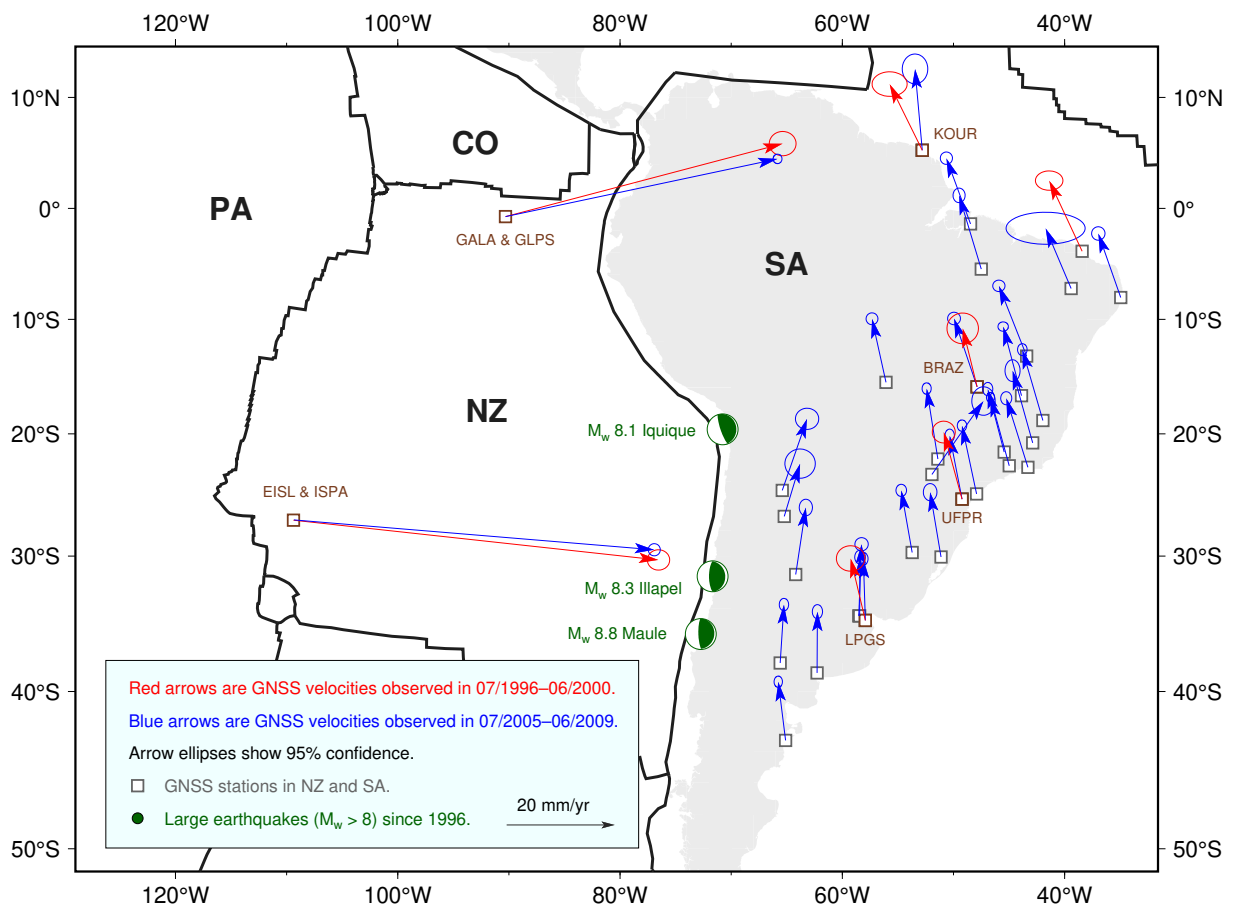 120°W 100°W 80°W 60°W 40°W
10°N 10°N
KOUR
CO
PA
0° 0°
GALA & GLPS
SA
10°S 10°S
BRAZ
NZ
Mw 8.1 Iquique
20°S 20°S
EISL & ISPA
UFPR
30°S 30°S
Mw 8.3 Illapel
Mw 8.8 Maule
LPGS
Red arrows are GNSS velocities observed in 07/1996–06/2000.
40°S 40°S
Blue arrows are GNSS velocities observed in 07/2005–06/2009.
Arrow ellipses show 95% confidence.
GNSS stations in NZ and SA.
20 mm/yr
Large earthquakes (Mw > 8) since 1996.
50°S 50°S
120°W 100°W 80°W 60°W 40°W